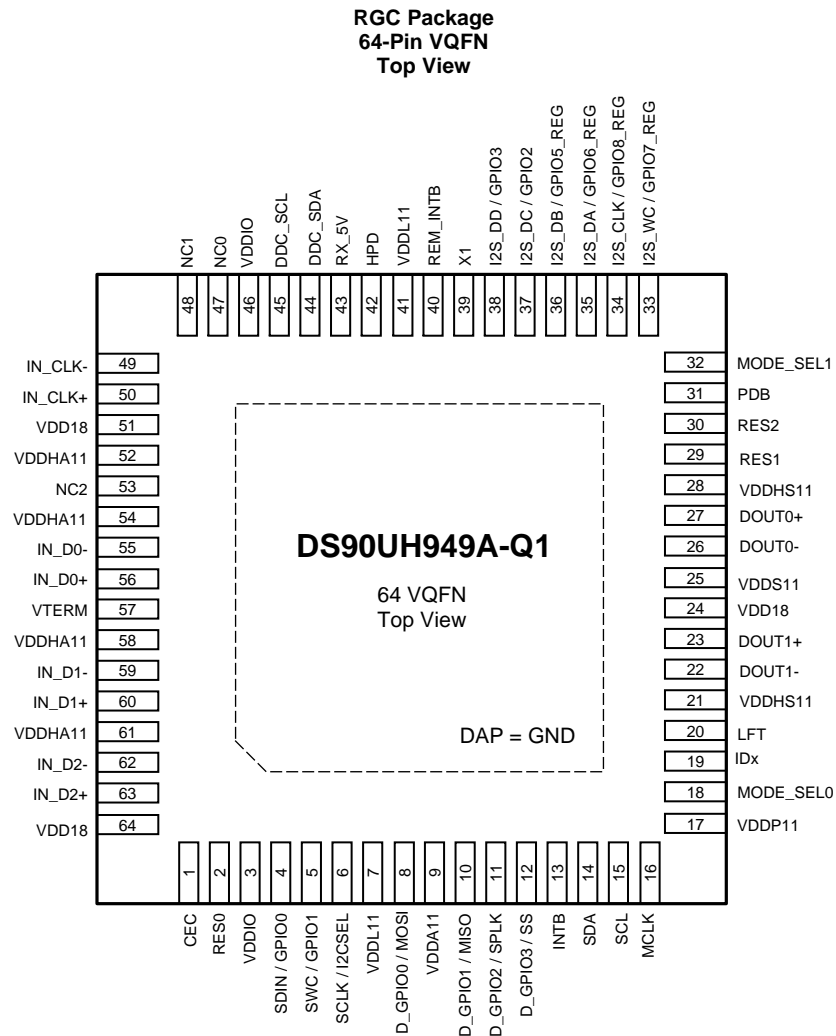 RGC Package
64-Pin VQFN
Top View
NC1
NC0
VDDIO
DDC_SCL
DDC_SDA
RX_5V
HPD
VDDL11
REM_INTB
X1
I2S_DD / GPIO3
I2S_DC / GPIO2
I2S_DB / GPIO5_REG
I2S_DA / GPIO6_REG
I2S_CLK / GPIO8_REG
I2S_WC / GPIO7_REG
48 47 46 45 44 43 42 41 40 39 38 37 36 35 34 33
IN_CLK- 49
IN_CLK+ 50
VDD18 51
VDDHA11 52
NC2 53
VDDHA11 54
IN_D0- 55
IN_D0+ 56
VTERM 57
VDDHA11 58
IN_D1- 59
IN_D1+ 60
VDDHA11 61
IN_D2- 62
IN_D2+ 63
VDD18 64
DS90UH949A-Q1
64 VQFN
Top View
DAP = GND
32 MODE_SEL1
31 PDB
30 RES2
29 RES1
28 VDDHS11
27 DOUT0+
26 DOUT0-
25 VDDS11
24 VDD18
23 DOUT1+
22 DOUT1-
21 VDDHS11
20 LFT
19 IDx
18 MODE_SEL0
17 VDDP11
1 2 3 4 5 6 7 8 9 10 11 12 13 14 15 16
CEC
RES0
VDDIO
SDIN / GPIO0
SWC / GPIO1
SCLK / I2CSEL
VDDL11
D_GPIO0 / MOSI
VDDA11
D_GPIO1 / MISO
D_GPIO2 / SPLK
D_GPIO3 / SS
INTB
SDA
SCL
MCLK